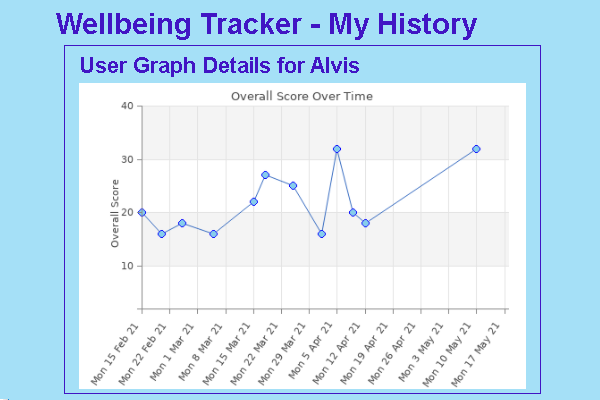 Wellbeing Tracker - My History
User Graph Details for Alvis
Overall Score Over Time
40
30
20
10
Overall Score
Mon 15 Feb 21
Mon 22 Feb 21
Mon 1 Mar 21
Mon 8 Mar 21
Mon 15 Mar 21
Mon 22 Mar 21
Mon 29 Mar 21
Mon 5 Apr 21
Mon 12 Apr 21
Mon 19 Apr 21
Mon 26 Apr 21
Mon 3 May 21
Mon 10 May 21
Mon 17 May 21